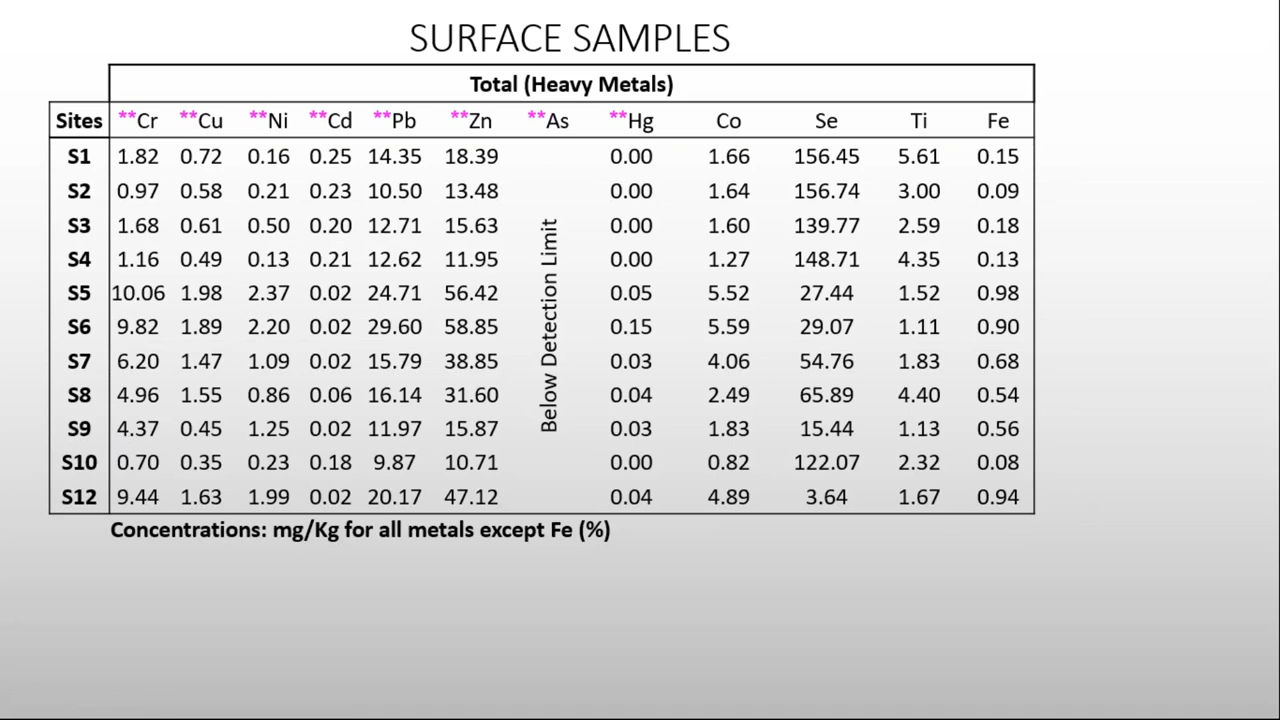 SURFACE SAMPLES
Total (Heavy Metals)
Sites **Cr **Cu **Ni **Cd **Pb **Zn **As **Hg Co Se Ti Fe
S1 1.82 0.72 0.16 0.25 14.35 18.39 0.00 1.66 156.45 5.61 0.15
S2 0.97 0.58 0.21 0.23 10.50 13.48 0.00 1.64 156.74 3.00 0.09
S3 1.68 0.61 0.50 0.20 12.71 15.63 0.00 1.60 139.77 2.59 0.18
S4 1.16 0.49 0.13 0.21 12.62 11.95 0.00 1.27 148.71 4.35 0.13
S5 10.06 1.98 2.37 0.02 24.71 56.42 0.05 5.52 27.44 1.52 0.98
S6 9.82 1.89 2.20 0.02 29.60 58.85 0.15 5.59 29.07 1.11 0.90
S7 6.20 1.47 1.09 0.02 15.79 38.85 0.03 4.06 54.76 1.83 0.68
S8 4.96 1.55 0.86 0.06 16.14 31.60 0.04 2.49 65.89 4.40 0.54
S9 4.37 0.45 1.25 0.02 11.97 15.87 0.03 1.83 15.44 1.13 0.56
S10 0.70 0.35 0.23 0.18 9.87 10.71 0.00 0.82 122.07 2.32 0.08
S12 9.44 1.63 1.99 0.02 20.17 47.12 0.04 4.89 3.64 1.67 0.94
Below Detection Limit
Concentrations: mg/Kg for all metals except Fe (%)